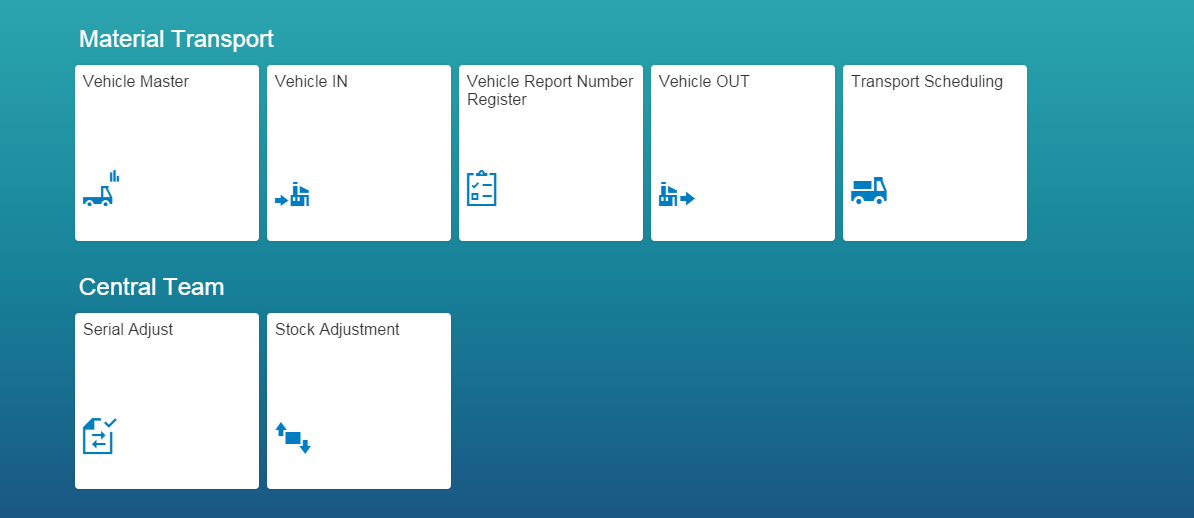 Material Transport
Vehicle Master
Vehicle IN
Vehicle Report Number
Register
Vehicle OUT
Transport Scheduling
Central Team
Serial Adjust
Stock Adjustment